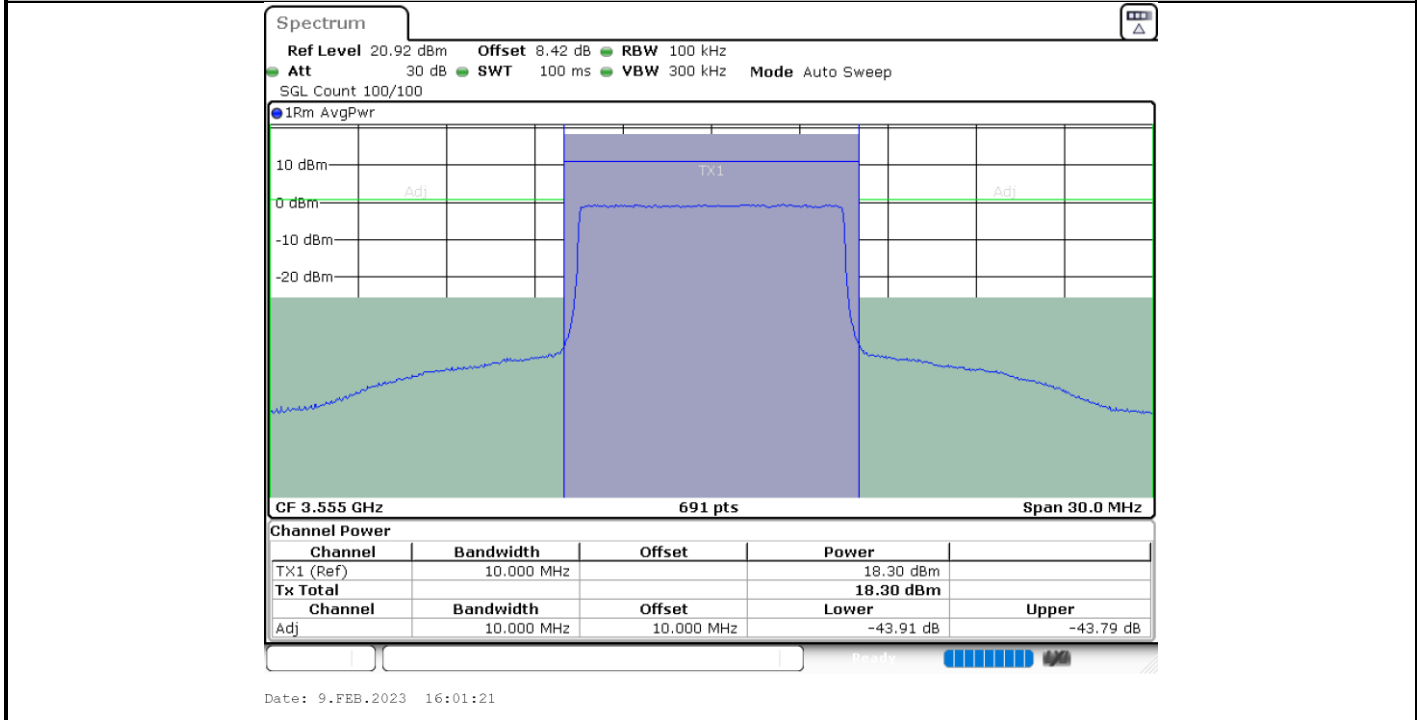 Spectrum
Ref Level 20.92 dBm Offset 8.42 dB RBW 100 kHz
Att 30 dB SWT 100 ms VBW 300 kHz Mode Auto Sweep
SGL Count 100/100
1Rm AvgPwr
10 dBm
TX1
Adj Adj
0 dBm
-10 dBm
-20 dBm
CF 3.555 GHz 691 pts Span 30.0 MHz
Channel Power
Channel Bandwidth Offset Power
TX1 (Ref) 10.000 MHz 18.30 dBm
Tx Total 18.30 dBm
Channel Bandwidth Offset Lower Upper
Adj 10.000 MHz 10.000 MHz -43.91 dB -43.79 dB
Ready
Date: 9.FEB.2023 16:01:21